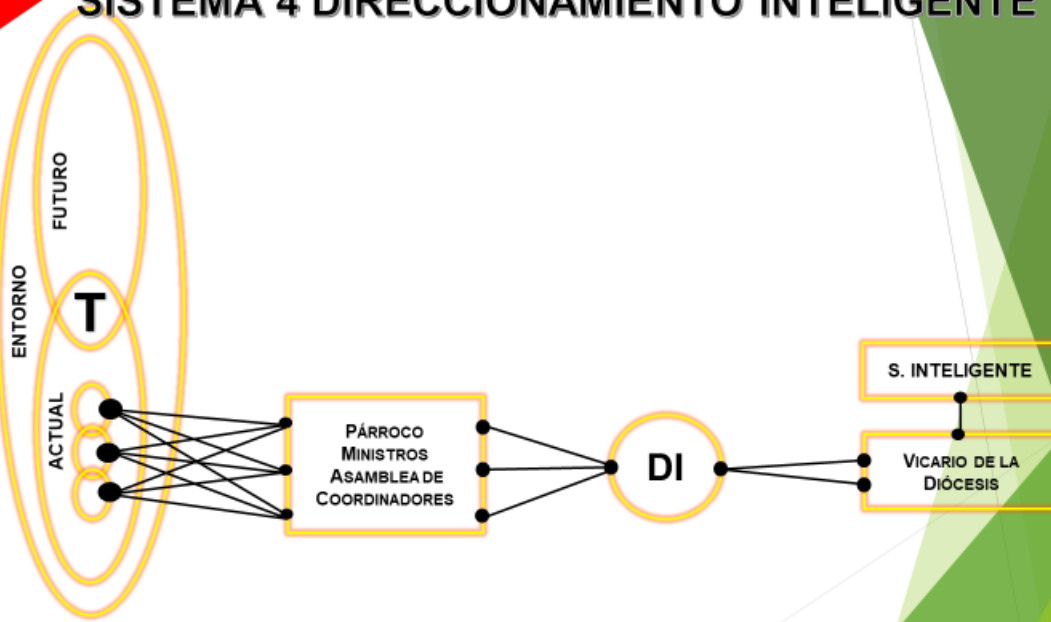 SISTEMA 4 DIRECCIONAMIENTO INTELIGENTE
FUTURO
ENTORNO
T
ACTUAL
PÁRROCO
MINISTROS
ASAMBLEA DE
COORDINADORES
DI
S. INTELIGENTE
VICARIO DE LA
DIÓCESIS